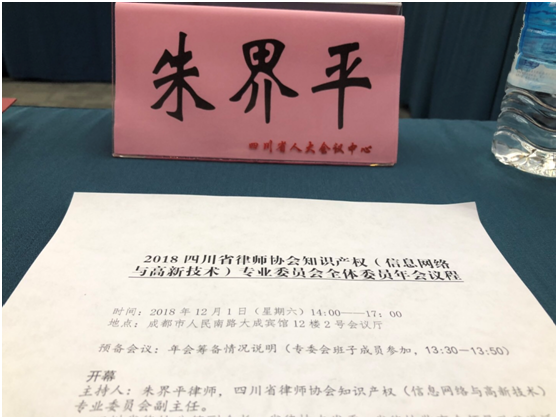 朱界平
四川省人大会议中心
2018 四川省律师协会知识产权（信息网络
与高新技术）专业委员会全体委员年会议程
时间：2018 年 12 月 1 日（星期六）14:00——17：00
地点：成都市人民南路大成宾馆 12 楼 2 号会议厅
预备会议：年会筹备情况说明（专委会班子成员参加，13:30—13:50）
开幕
主持人：朱界平律师，四川省律师协会知识产权（信息网络与高新技术）
专业委员会副主任。